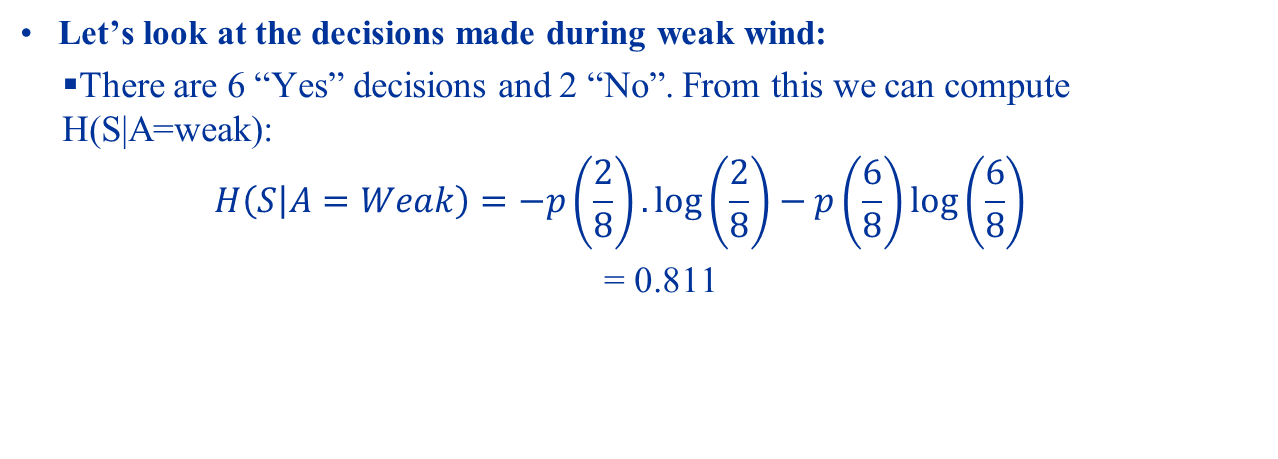 • Let’s look at the decisions made during weak wind:
▪There are 6 “Yes” decisions and 2 “No”. From this we can compute
H(S|A=weak):
H(S|A = Weak) = −p(2/8).log(2/8) − p(6/8)log(6/8)
= 0.811